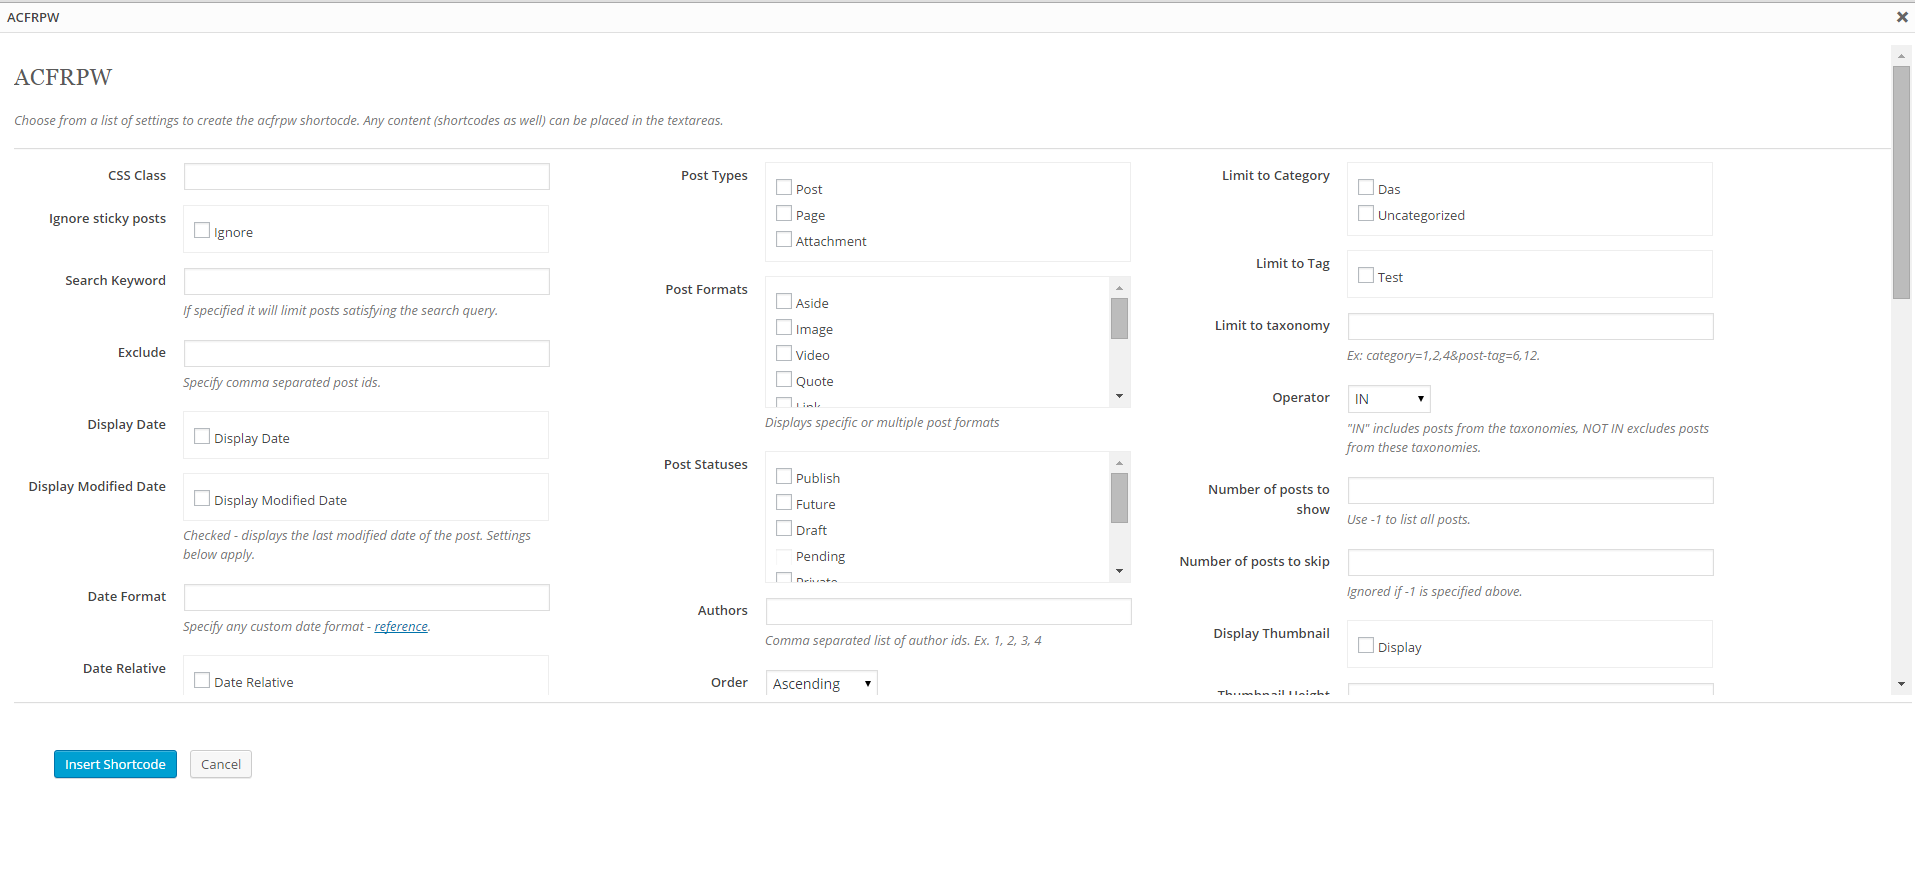 ACFRPW
ACFRPW
Choose from a list of settings to create the acfrpw shortocde. Any content (shortcodes as well) can be placed in the textareas.
CSS Class
Ignore sticky posts
Ignore
Search Keyword
If specified it will limit posts satisfying the search query.
Exclude
Specify comma separated post ids.
Display Date
Display Date
Display Modified Date
Display Modified Date
Checked - displays the last modified date of the post. Settings
below apply.
Date Format
Specify any custom date format - reference.
Date Relative
Date Relative
Post Types
Post
Page
Attachment
Post Formats
Aside
Image
Video
Quote
Link
Displays specific or multiple post formats
Post Statuses
Publish
Future
Draft
Pending
Private
Authors
Comma separated list of author ids. Ex. 1, 2, 3, 4
Order
Ascending
Limit to Category
Das
Uncategorized
Limit to Tag
Test
Limit to taxonomy
Ex: category=1,2,4&post-tag=6,12.
Operator
IN
"IN" includes posts from the taxonomies, NOT IN excludes posts
from these taxonomies.
Number of posts to
show
Use -1 to list all posts.
Number of posts to skip
Ignored if -1 is specified above.
Display Thumbnail
Display
Thumbnail Height
Insert Shortcode
Cancel